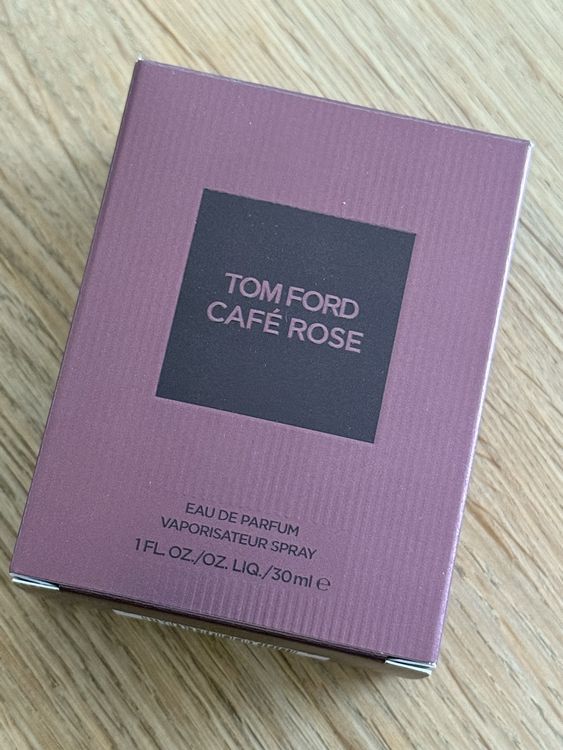 TOM FORD
CAFÉ ROSE
EAU DE PARFUM
VAPORISATEUR SPRAY
1 FL. OZ./OZ. LIQ./30 ml ℮